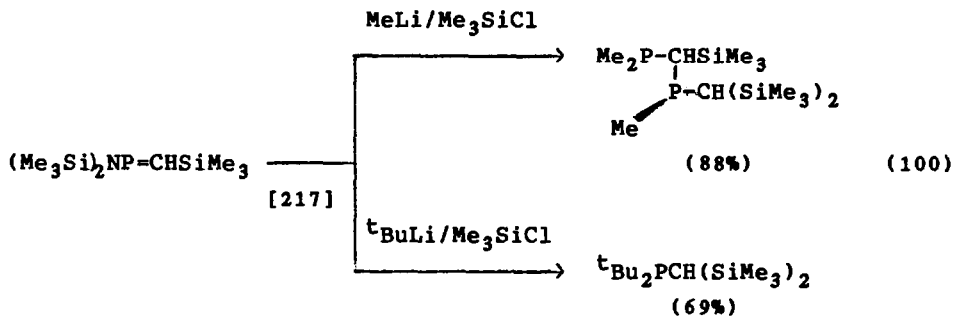 MeLi/Me3SiCl
Me2P-CHSiMe3
P-CH(SiMe3)2
Me
(Me3Si)2NP=CHSiMe3
(88%) (100)
[217]
tBuLi/Me3SiCl
tBu2PCH(SiMe3)2
(69%)